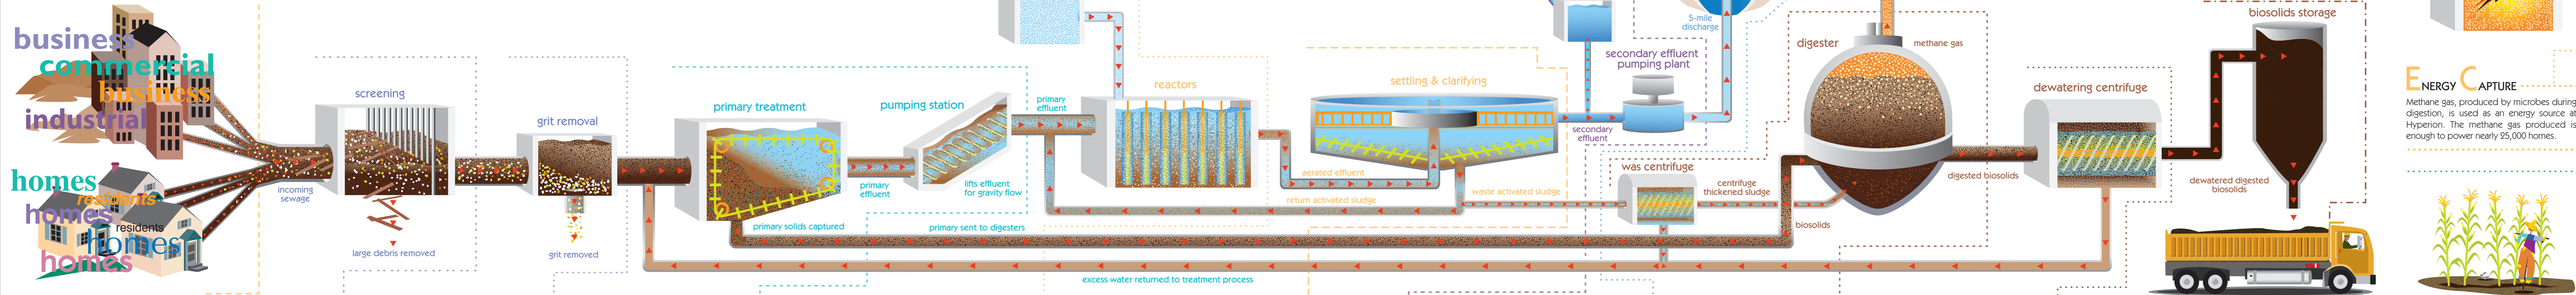 business
commercial
business
industrial
homes
residents
homes
residents
homes
homes
incoming
sewage
screening
large debris removed
grit removal
grit removed
primary treatment
primary solids captured
primary
effluent
pumping station
lifts effluent
for gravity flow
primary sent to digesters
primary
effluent
reactors
aerated effluent
return activated sludge
excess water returned to treatment process
settling & clarifying
waste activated sludge
secondary
effluent
secondary effluent
pumping plant
5-mile
discharge
was centrifuge
centrifuge
thickened sludge
biosolids
digester
methane gas
digested biosolids
dewatering centrifuge
dewatered digested
biosolids
biosolids storage
ENERGY CAPTURE
Methane gas, produced by microbes during
digestion, is used as an energy source at
Hyperion. The methane gas produced is
enough to power nearly 25,000 homes.